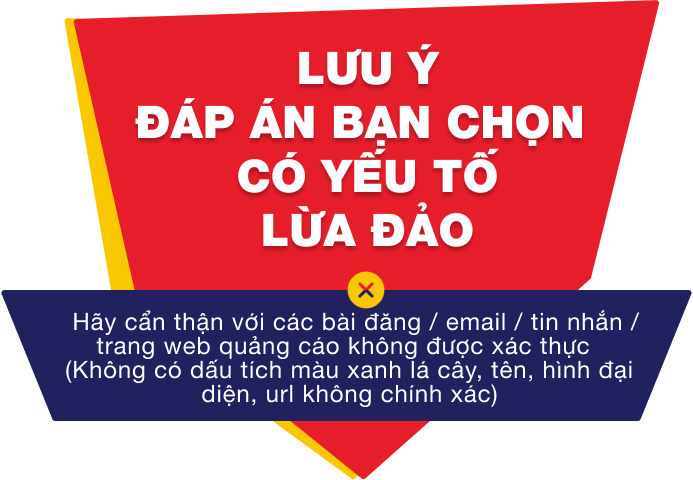 LƯU Ý
ĐÁP ÁN BẠN CHỌN
CÓ YẾU TỐ
LỪA ĐẢO
Hãy cẩn thận với các bài đăng / email / tin nhắn /
trang web quảng cáo không được xác thực
(Không có dấu tích màu xanh lá cây, tên, hình đại
diện, url không chính xác)